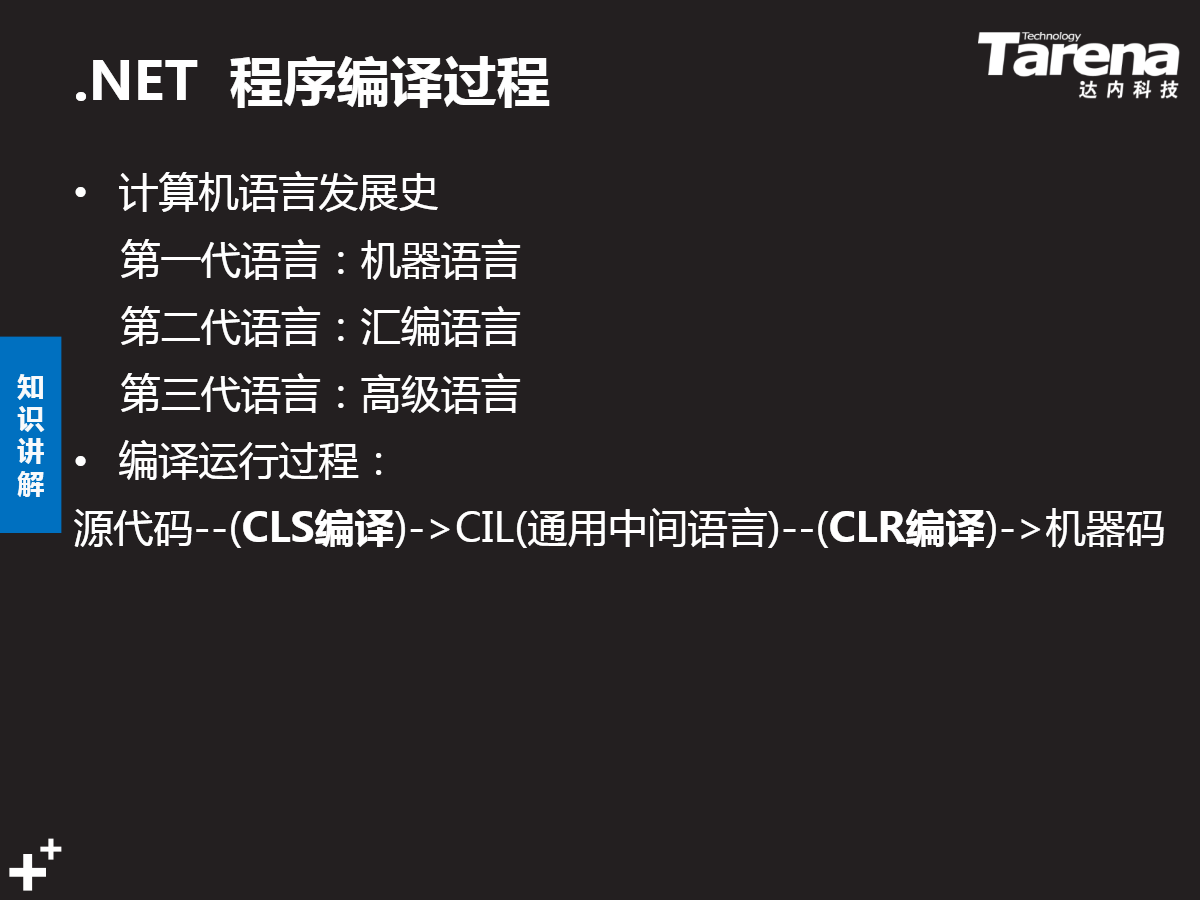 .NET 程序编译过程
Technology
Tarena
达内科技
• 计算机语言发展史
第一代语言：机器语言
第二代语言：汇编语言
第三代语言：高级语言
• 编译运行过程：
源代码--(CLS编译)->CIL(通用中间语言)--(CLR编译)->机器码
知识讲解